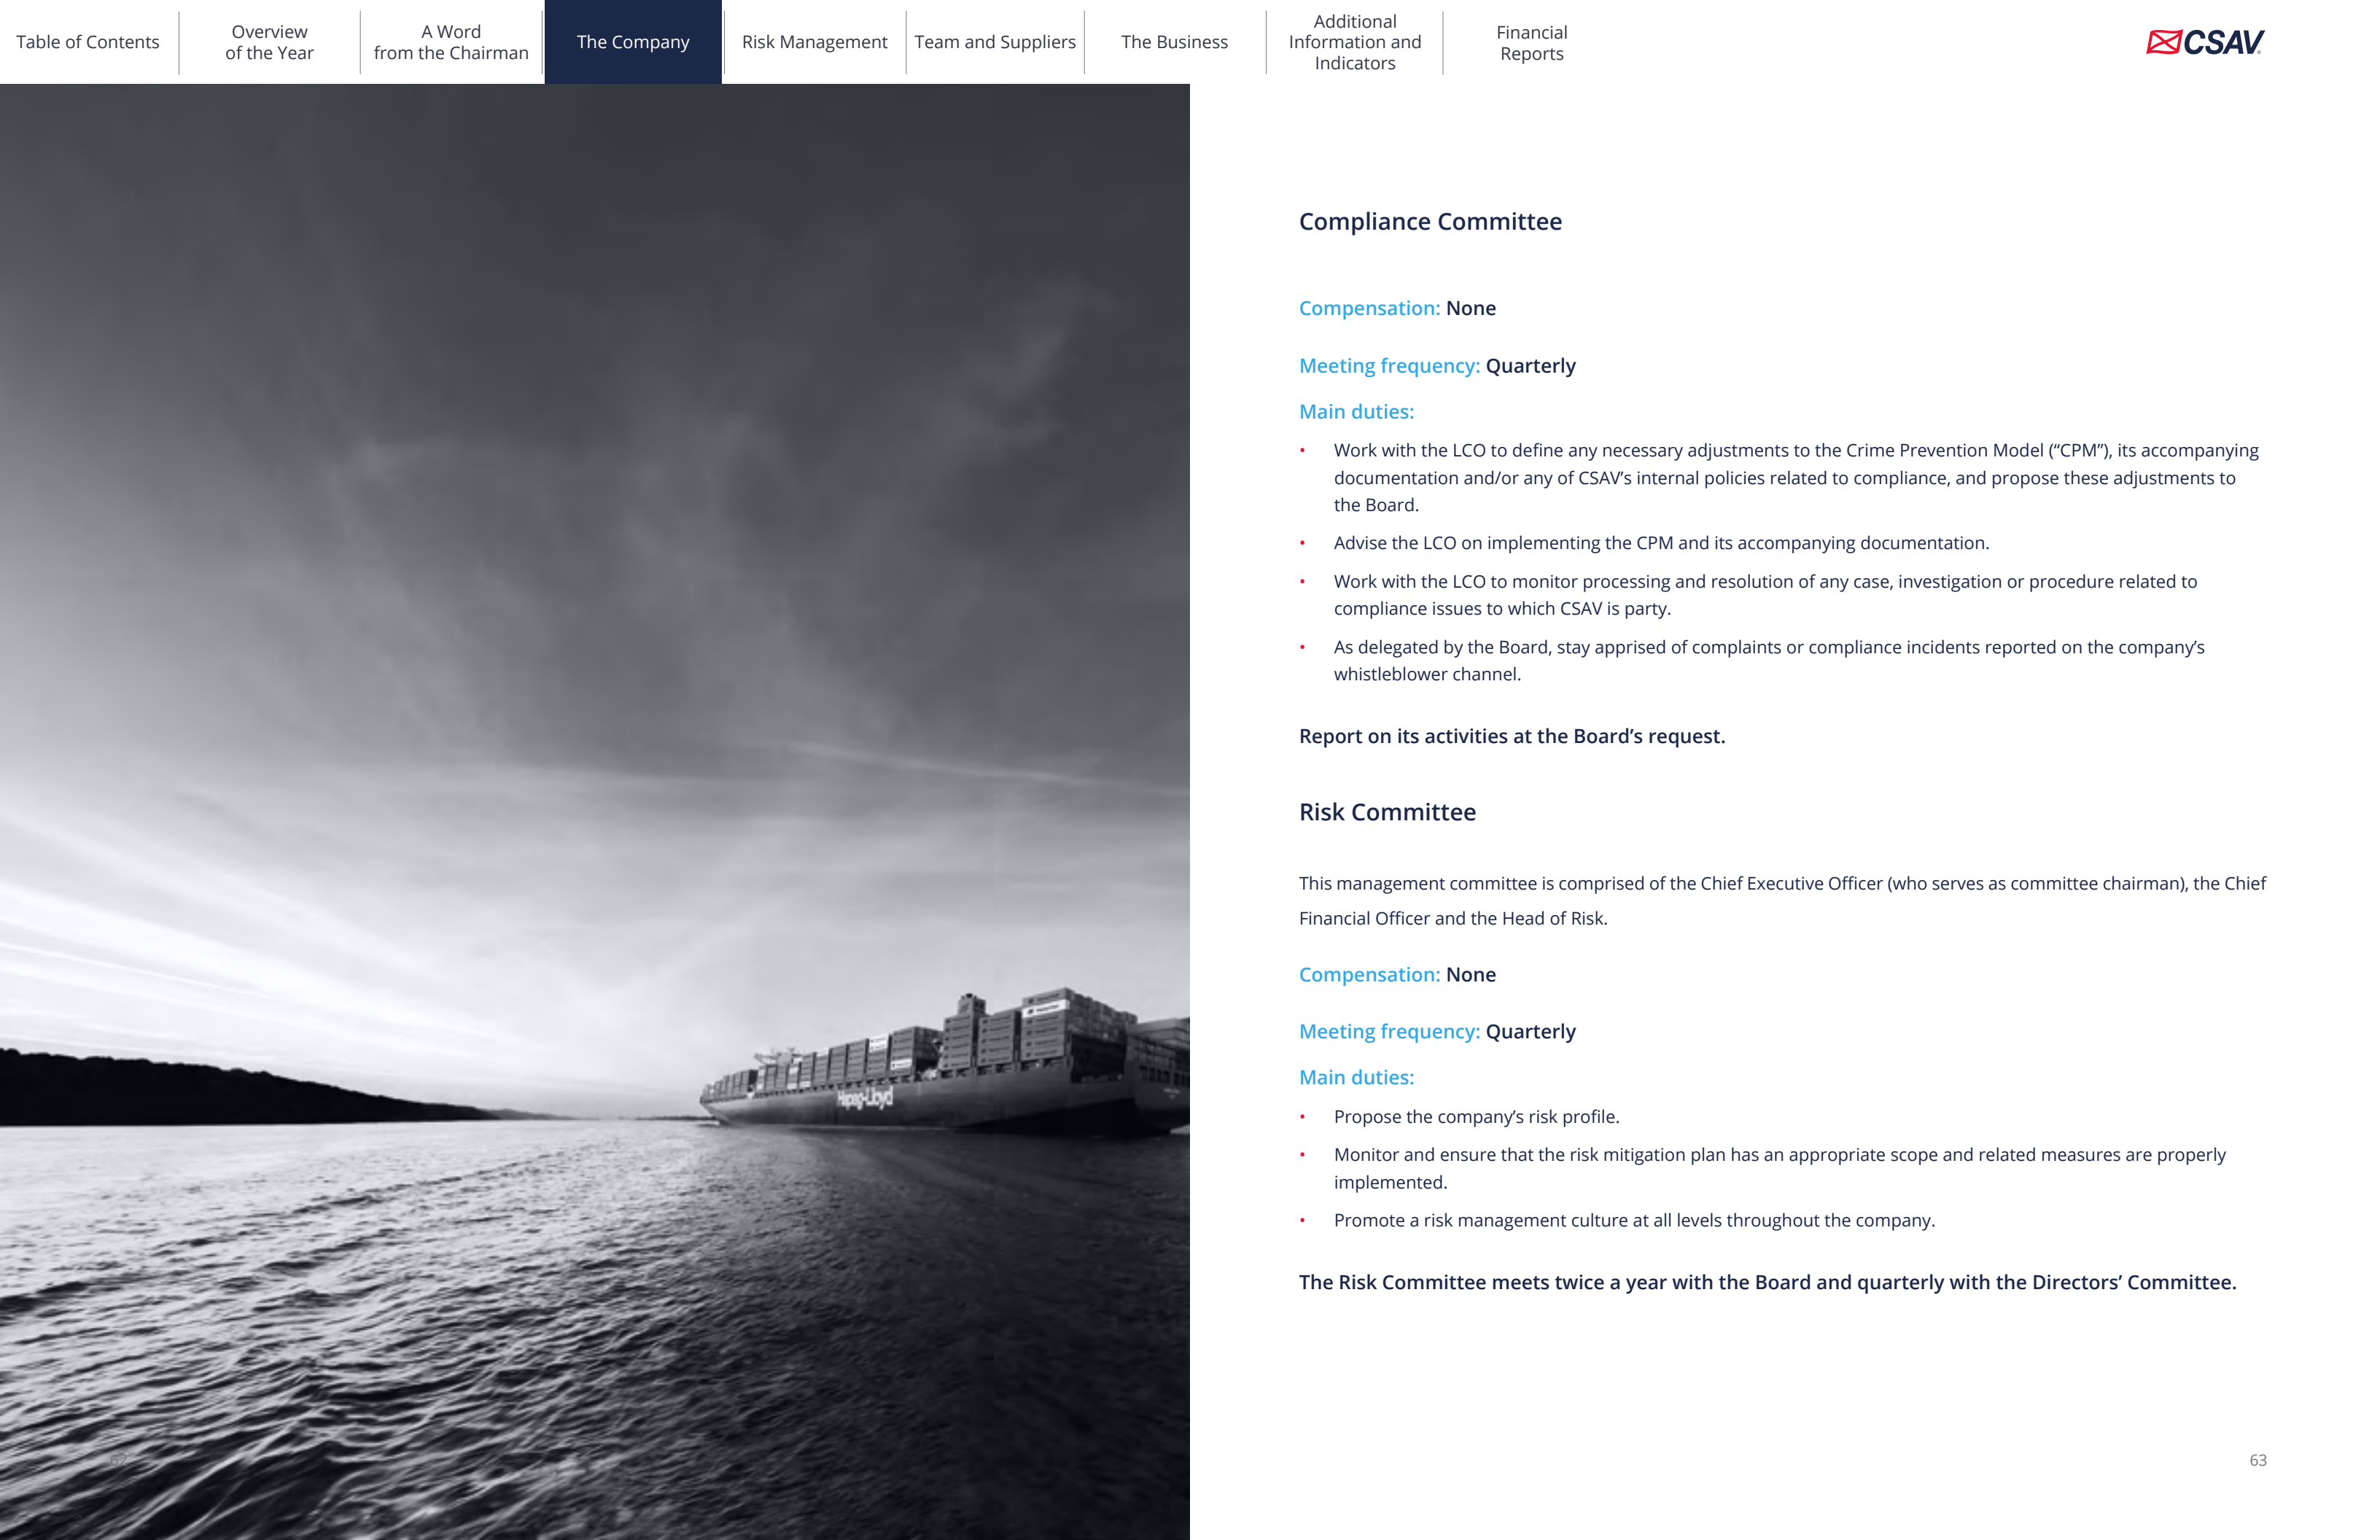 Table of Contents
Overview
of the Year
A Word
from the Chairman
The Company
Risk Management
Team and Suppliers
The Business
Additional
Information and
Indicators
Financial
Reports
CSAV
Hapag-Lloyd
62
Compliance Committee
Compensation: None
Meeting frequency: Quarterly
Main duties:
• Work with the LCO to define any necessary adjustments to the Crime Prevention Model (“CPM”), its accompanying
documentation and/or any of CSAV’s internal policies related to compliance, and propose these adjustments to
the Board.
• Advise the LCO on implementing the CPM and its accompanying documentation.
• Work with the LCO to monitor processing and resolution of any case, investigation or procedure related to
compliance issues to which CSAV is party.
• As delegated by the Board, stay apprised of complaints or compliance incidents reported on the company’s
whistleblower channel.
Report on its activities at the Board’s request.
Risk Committee
This management committee is comprised of the Chief Executive Officer (who serves as committee chairman), the Chief
Financial Officer and the Head of Risk.
Compensation: None
Meeting frequency: Quarterly
Main duties:
• Propose the company’s risk profile.
• Monitor and ensure that the risk mitigation plan has an appropriate scope and related measures are properly
implemented.
• Promote a risk management culture at all levels throughout the company.
The Risk Committee meets twice a year with the Board and quarterly with the Directors’ Committee.
63